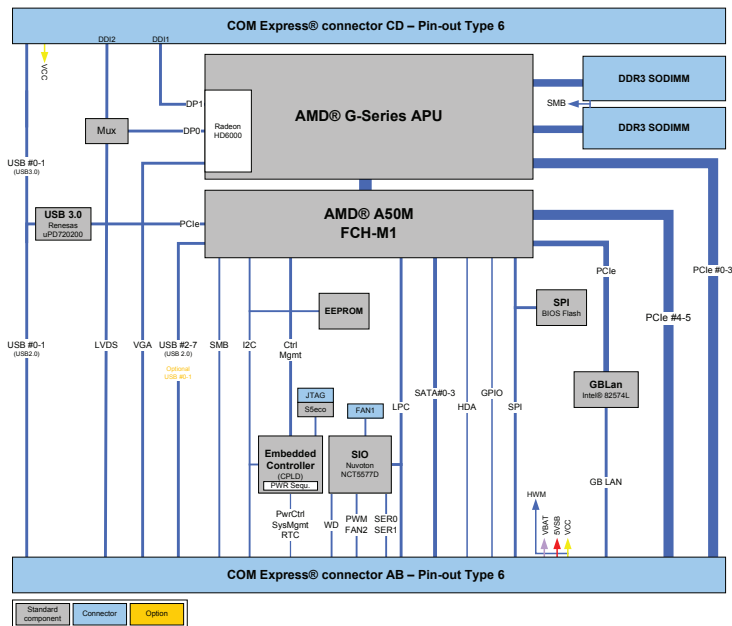 COM Express® connector CD – Pin-out Type 6
DDI2
DDI1
VCC
DP1
DP0
Radeon
HD6000
AMD® G-Series APU
DDR3 SODIMM
SMB
DDR3 SODIMM
Mux
USB #0-1
(USB3.0)
USB 3.0
Renesas
uPD720200
PCIe
AMD® A50M
FCH-M1
PCIe
PCIe #0-3
EEPROM
SPI
BIOS Flash
PCIe #4-5
USB #0-1
(USB2.0)
LVDS
VGA
USB #2-7
(USB 2.0)
Optional
USB #0-1
SMB
I2C
Ctrl
Mgmt
JTAG
S5eco
FAN1
LPC
SATA#0-3
HDA
GPIO
SPI
GBLan
Intel® 82574L
Embedded
Controller
(CPLD)
PWR Sequ.
SIO
Nuvoton
NCT5577D
GB LAN
PwrCtrl
SysMgmt
RTC
WD
PWM
FAN2
SER0
SER1
HWM
VBAT
5VSB
VCC
COM Express® connector AB – Pin-out Type 6
Standard
component
Connector
Option